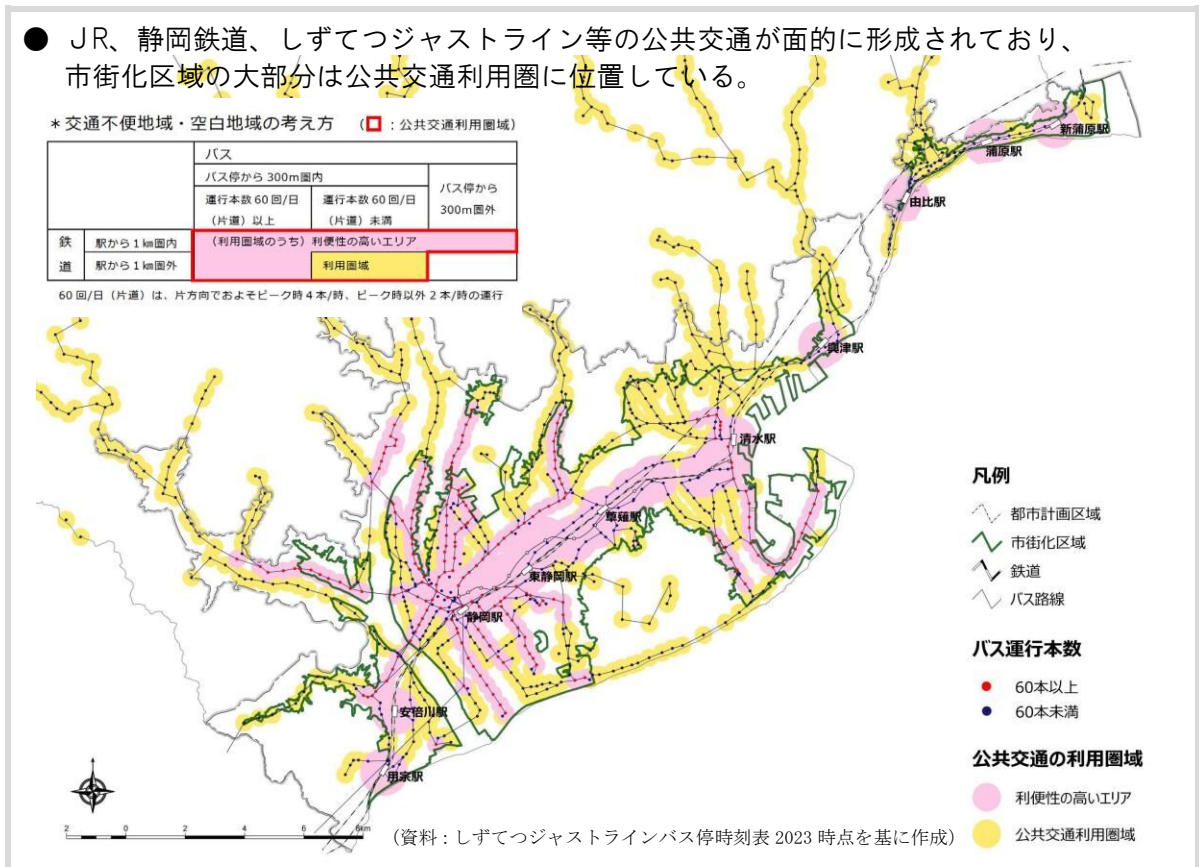 ● JR、静岡鉄道、しずてつジャストライン等の公共交通が面的に形成されており、
市街化区域の大部分は公共交通利用圏に位置している。
＊交通不便地域・空白地域の考え方 （ ：公共交通利用圏域）
バス
バス停から 300m圏内
バス停から
300m圏外
運行本数 60 回/日
（片道）以上
運行本数 60 回/日
（片道）未満
鉄道
駅から 1 ㎞圏内
（利用圏域のうち）利便性の高いエリア
駅から 1 ㎞圏外
利用圏域
60 回/日（片道）は、片方向でおよそピーク時 4 本/時、ピーク時以外 2 本/時の運行
新蒲原駅
蒲原駅
由比駅
興津駅
清水駅
草薙駅
東静岡駅
静岡駅
安倍川駅
用宗駅
凡例
都市計画区域
市街化区域
鉄道
バス路線
バス運行本数
60本以上
60本未満
公共交通の利用圏域
利便性の高いエリア
公共交通利用圏域
2 0 2 4 6 8km
（資料：しずてつジャストラインバス停時刻表 2023 時点を基に作成）